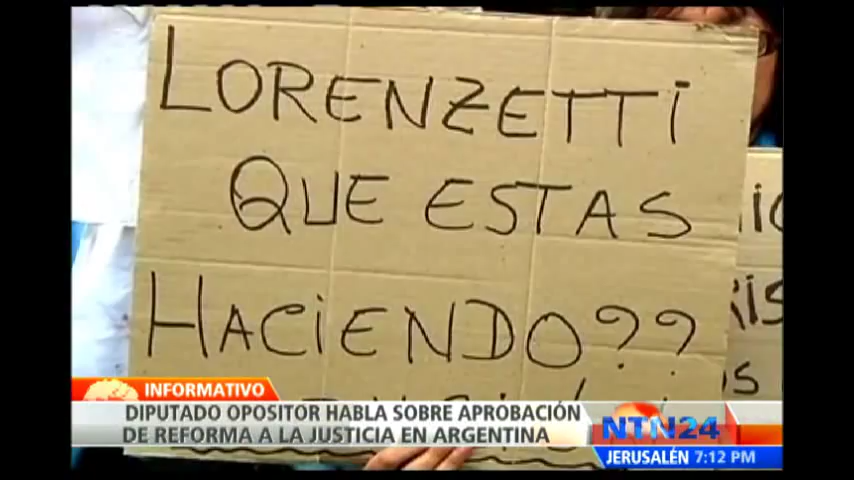 LORENZETTi
QUE ESTAS
HACiENDO??
INFORMATIVO
DIPUTADO OPOSITOR HABLA SOBRE APROBACIÓN
DE REFORMA A LA JUSTICIA EN ARGENTINA
NTN24
JERUSALÉN 7:12 PM